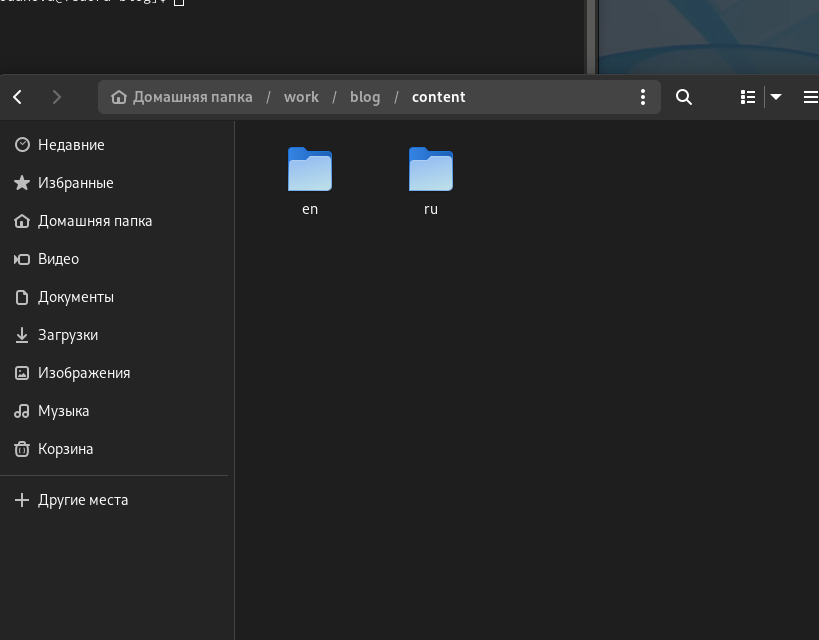 Домашняя папка / work / blog / content
Недавние
Избранные
Домашняя папка
Видео
Документы
Загрузки
Изображения
Музыка
Корзина
Другие места
en
ru